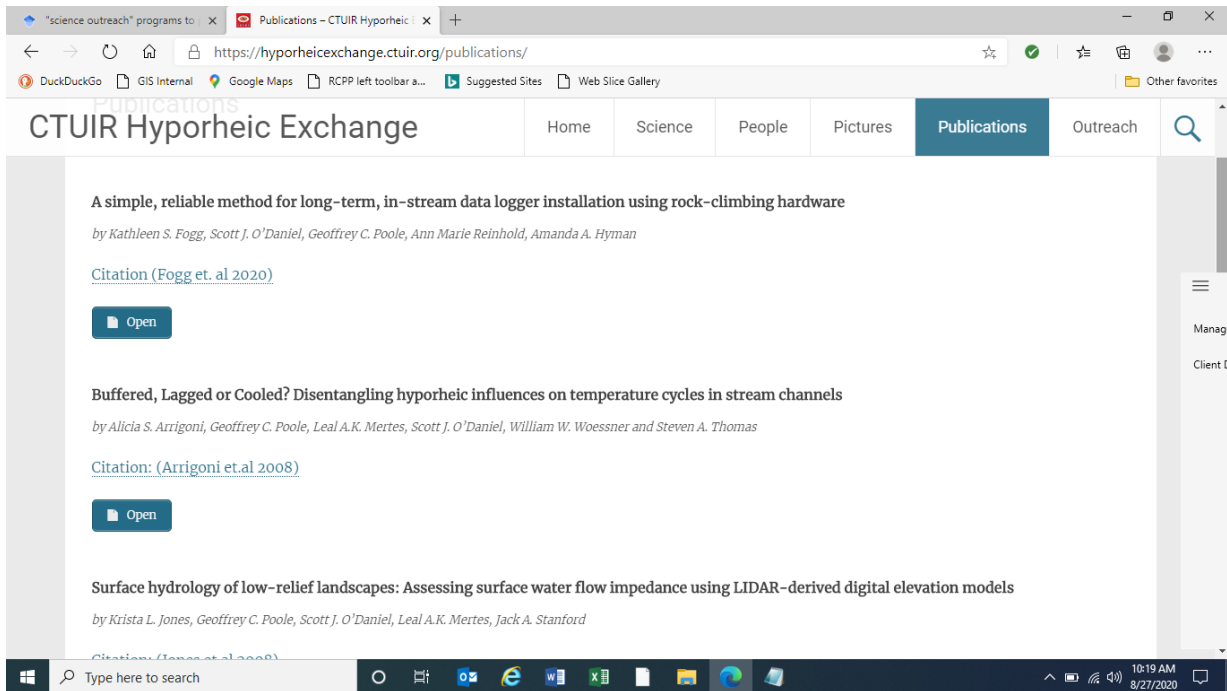 "science outreach" programs to
Publications – CTUIR Hyporheic E
https://hyporheicexchange.ctuir.org/publications/
DuckDuckGo GIS Internal Google Maps RCPP left toolbar a... Suggested Sites Web Slice Gallery Other favorites
Publications
CTUIR Hyporheic Exchange
Home Science People Pictures Publications Outreach
A simple, reliable method for long-term, in-stream data logger installation using rock-climbing hardware
by Kathleen S. Fogg, Scott J. O'Daniel, Geoffrey C. Poole, Ann Marie Reinhold, Amanda A. Hyman
Citation (Fogg et. al 2020)
Open
Manag
Client D
Buffered, Lagged or Cooled? Disentangling hyporheic influences on temperature cycles in stream channels
by Alicia S. Arrigoni, Geoffrey C. Poole, Leal A.K. Mertes, Scott J. O'Daniel, William W. Woessner and Steven A. Thomas
Citation: (Arrigoni et.al 2008)
Open
Surface hydrology of low-relief landscapes: Assessing surface water flow impedance using LIDAR-derived digital elevation models
by Krista L. Jones, Geoffrey C. Poole, Scott J. O'Daniel, Leal A.K. Mertes, Jack A. Stanford
Citation: (Jones et al 2008)
Type here to search
10:19 AM
8/27/2020